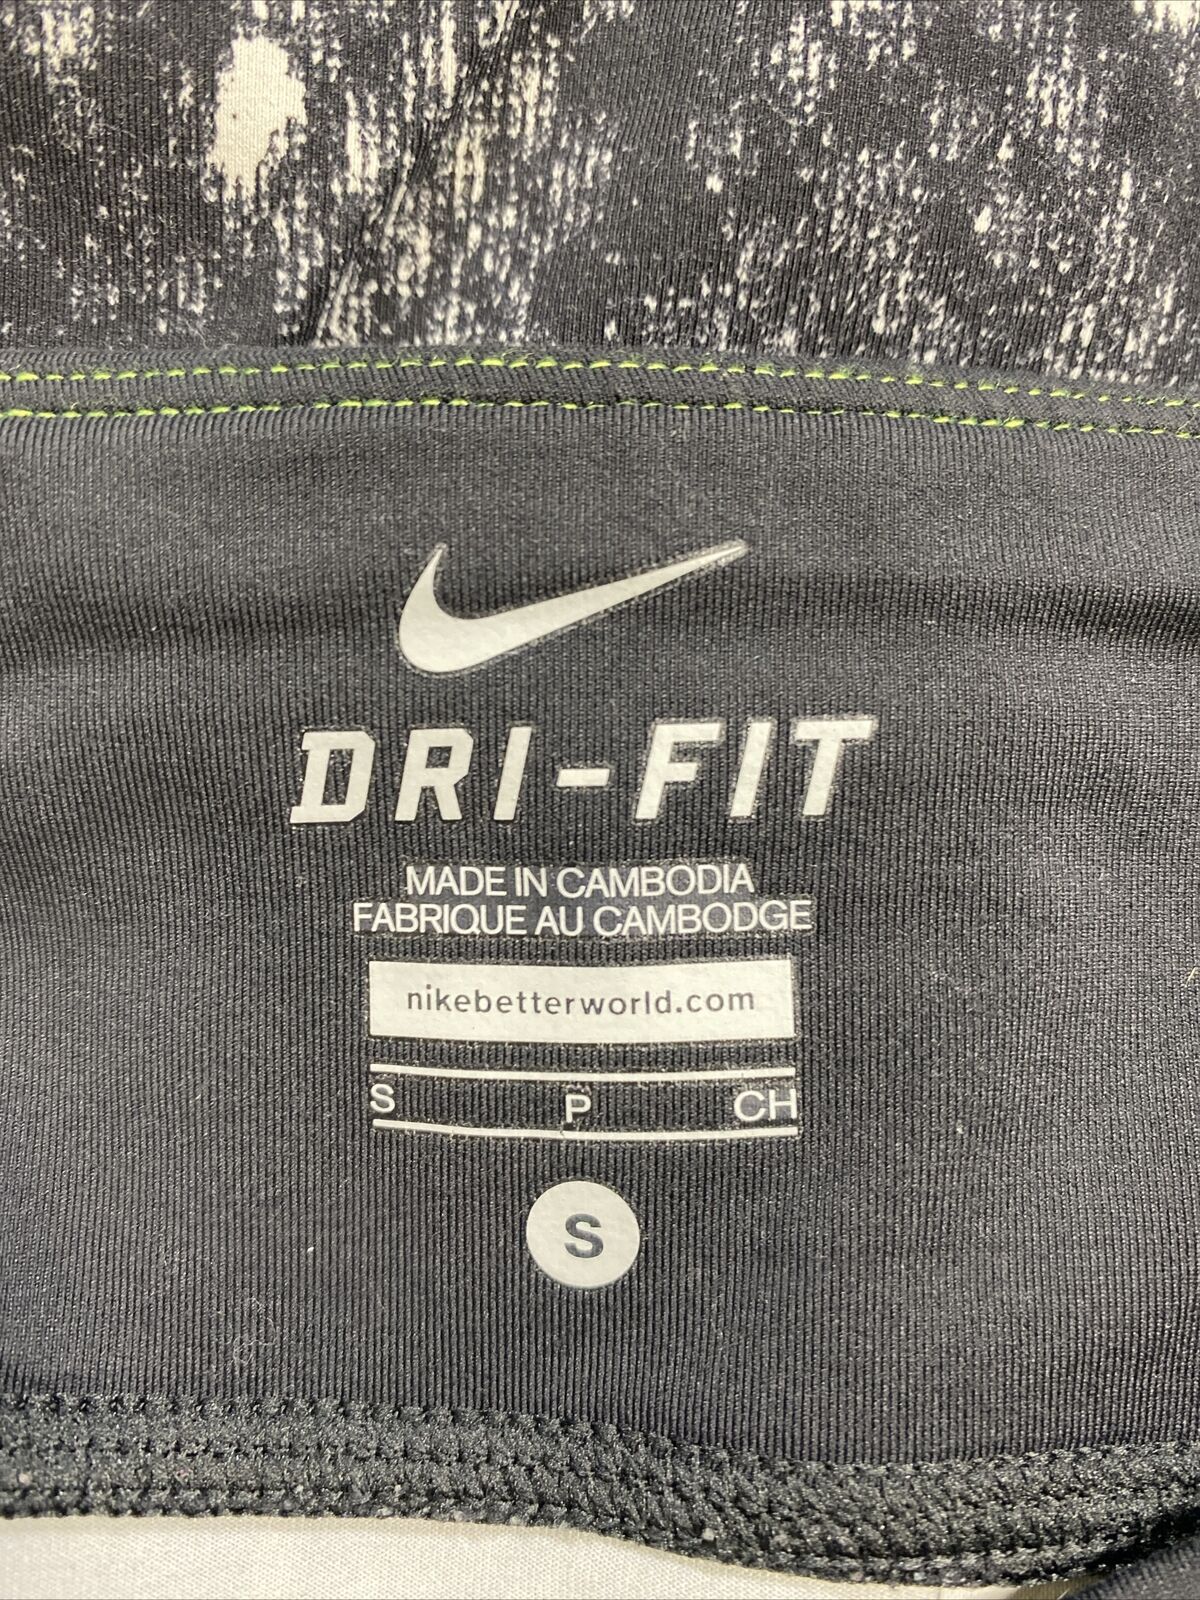 DRI-FIT
MADE IN CAMBODIA
FABRIQUE AU CAMBODGE
nikebetterworld.com
S P CH
S